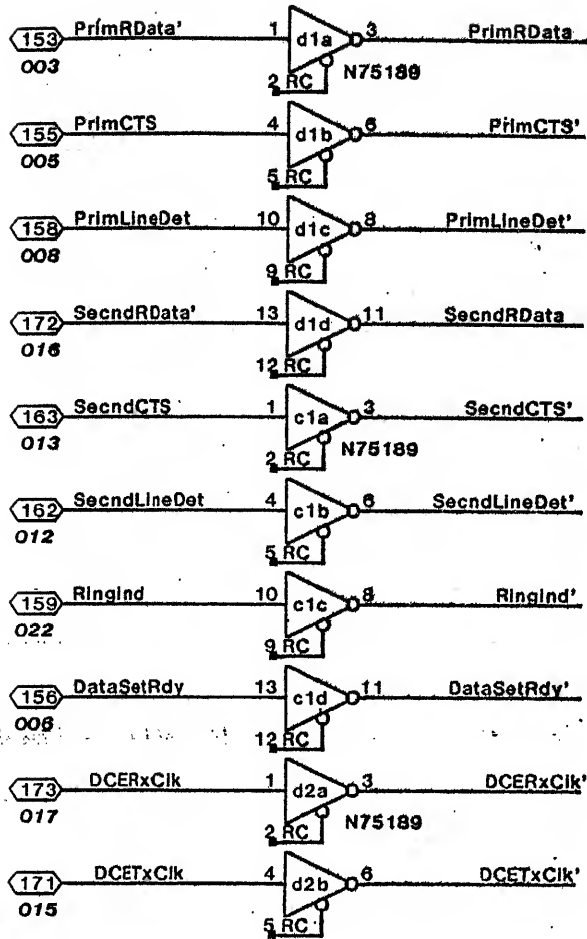 153 PrimRData' 1 d1a 3 PrimRData
003 2 RC N75189
155 PrimCTS 4 d1b 6 PrimCTS'
005 5 RC
158 PrimLineDet 10 d1c 8 PrimLineDet'
008 9 RC
172 SecndRData' 13 d1d 11 SecndRData
016 12 RC
163 SecndCTS 1 c1a 3 SecndCTS'
013 2 RC N75189
162 SecndLineDet 4 c1b 6 SecndLineDet'
012 5 RC
159 RingInd 10 c1c 8 RingInd'
022 9 RC
156 DataSetRdy 13 c1d 11 DataSetRdy'
006 12 RC
173 DCERxClk 1 d2a 3 DCERxClk'
017 2 RC N75189
171 DCETxClk 4 d2b 6 DCETxClk'
015 5 RC